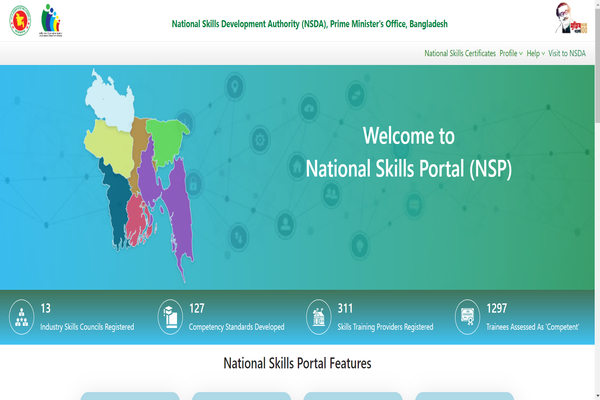 National Skills Development Authority (NSDA), Prime Minister's Office, Bangladesh
National Skills Certificates Profile Help Visit to NSDA
Welcome to
National Skills Portal (NSP)
13
Industry Skills Councils Registered
127
Competency Standards Developed
311
Skills Training Providers Registered
1297
Trainees Assessed As 'Competent'
National Skills Portal Features